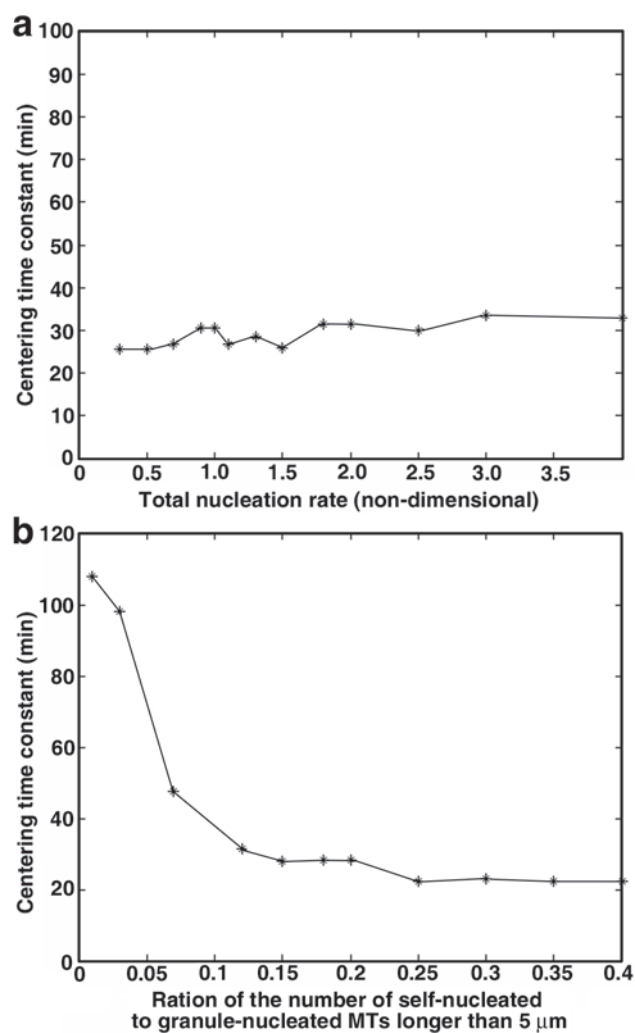 a
100
90
80
70
60
50
40
30
20
10
0
Centering time constant (min)
0 0.5 1.0 1.5 2.0 2.5 3.0 3.5
Total nucleation rate (non-dimensional)
b
120
100
80
60
40
20
0
Centering time constant (min)
0 0.05 0.1 0.15 0.2 0.25 0.3 0.35 0.4
Ration of the number of self-nucleated
to granule-nucleated MTs longer than 5 μm